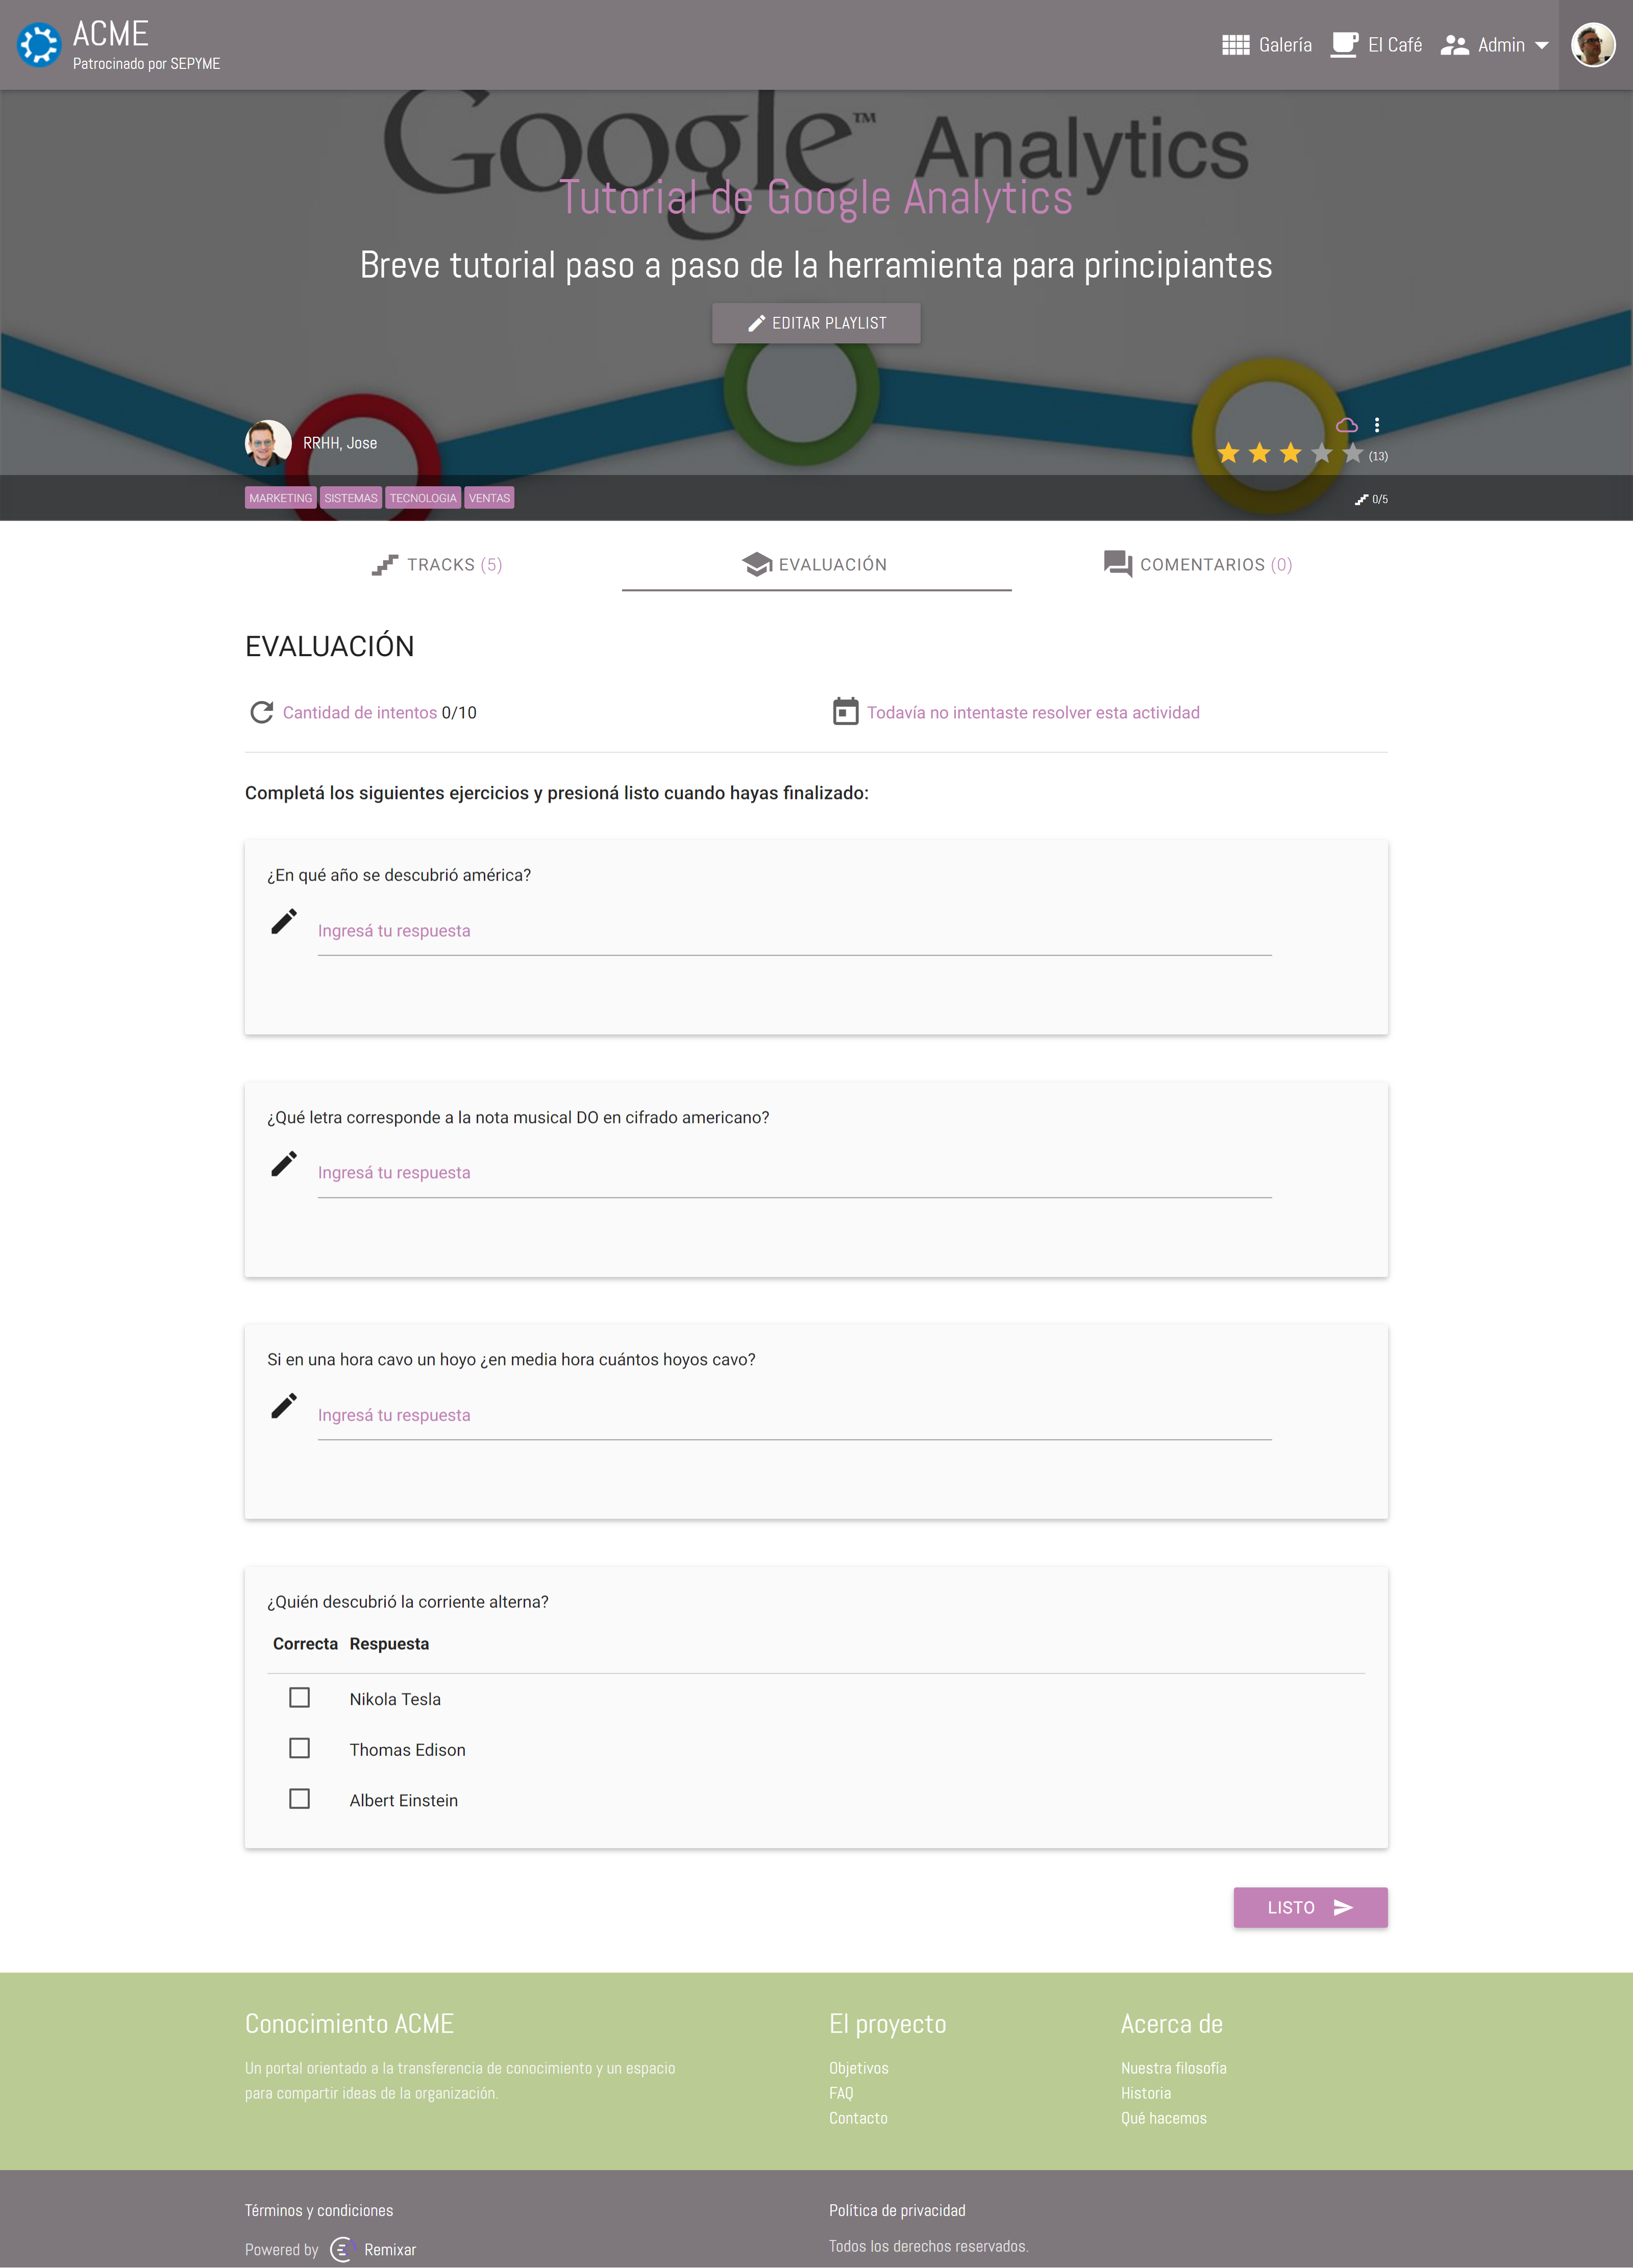 ACME
Patrocinado por SEPYME
Galería
El Café
Admin
Google™ Analytics
Tutorial de Google Analytics
Breve tutorial paso a paso de la herramienta para principiantes
EDITAR PLAYLIST
RRHH, Jose
(13)
MARKETING SISTEMAS TECNOLOGIA VENTAS
0/5
TRACKS (5)
EVALUACIÓN
COMENTARIOS (0)
EVALUACIÓN
Cantidad de intentos 0/10
Todavía no intentaste resolver esta actividad
Completá los siguientes ejercicios y presioná listo cuando hayas finalizado:
¿En qué año se descubrió américa?
Ingresá tu respuesta
¿Qué letra corresponde a la nota musical DO en cifrado americano?
Ingresá tu respuesta
Si en una hora cavo un hoyo ¿en media hora cuántos hoyos cavo?
Ingresá tu respuesta
¿Quién descubrió la corriente alterna?
Correcta Respuesta
Nikola Tesla
Thomas Edison
Albert Einstein
LISTO
Conocimiento ACME
Un portal orientado a la transferencia de conocimiento y un espacio
para compartir ideas de la organización.
El proyecto
Objetivos
FAQ
Contacto
Acerca de
Nuestra filosofía
Historia
Qué hacemos
Términos y condiciones
Política de privacidad
Powered by Remixar
Todos los derechos reservados.